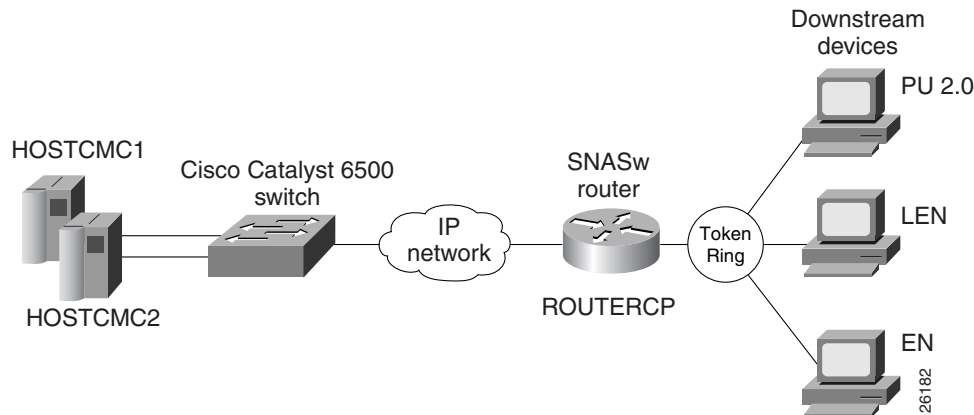 Downstream
devices
PU 2.0
HOSTCMC1
Cisco Catalyst 6500
switch
SNASw
router
IP
network
Token
Ring
LEN
HOSTCMC2
ROUTERCP
EN
26182